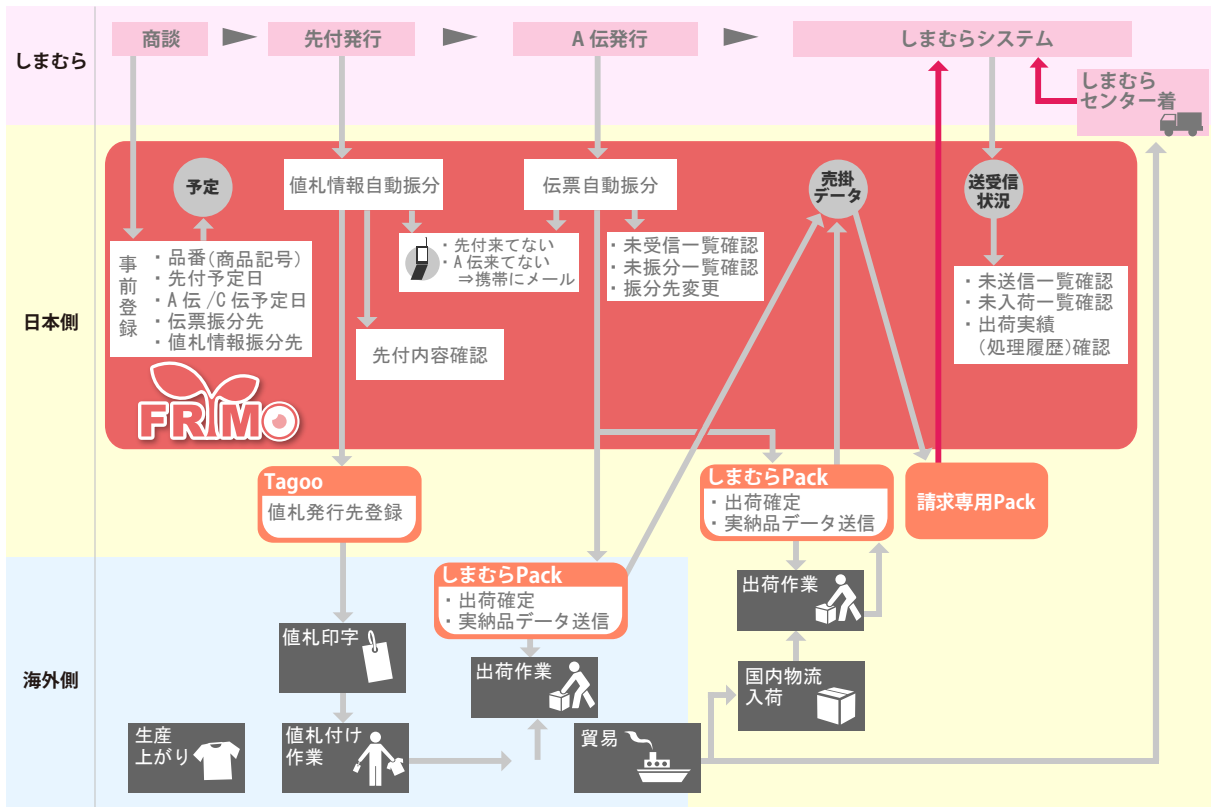 しまむら
商談
先付発行
A伝発行
しまむらシステム
しまむら
センター着
日本側
予定
値札情報自動振分
伝票自動振分
売掛
データ
送受信
状況
事前登録
・品番(商品記号)
・先付予定日
・A伝/C伝予定日
・伝票振分先
・値札情報振分先
・先付来てない
・A伝来てない
⇒携帯にメール
・未受信一覧確認
・未振分一覧確認
・振分先変更
・未送信一覧確認
・未入荷一覧確認
・出荷実績
(処理履歴)確認
先付内容確認
FRIMO
Tagoo
値札発行先登録
しまむらPack
・出荷確定
・実納品データ送信
請求専用Pack
海外側
しまむらPack
・出荷確定
・実納品データ送信
出荷作業
値札印字
出荷作業
国内物流
入荷
生産
上がり
値札付け
作業
貿易